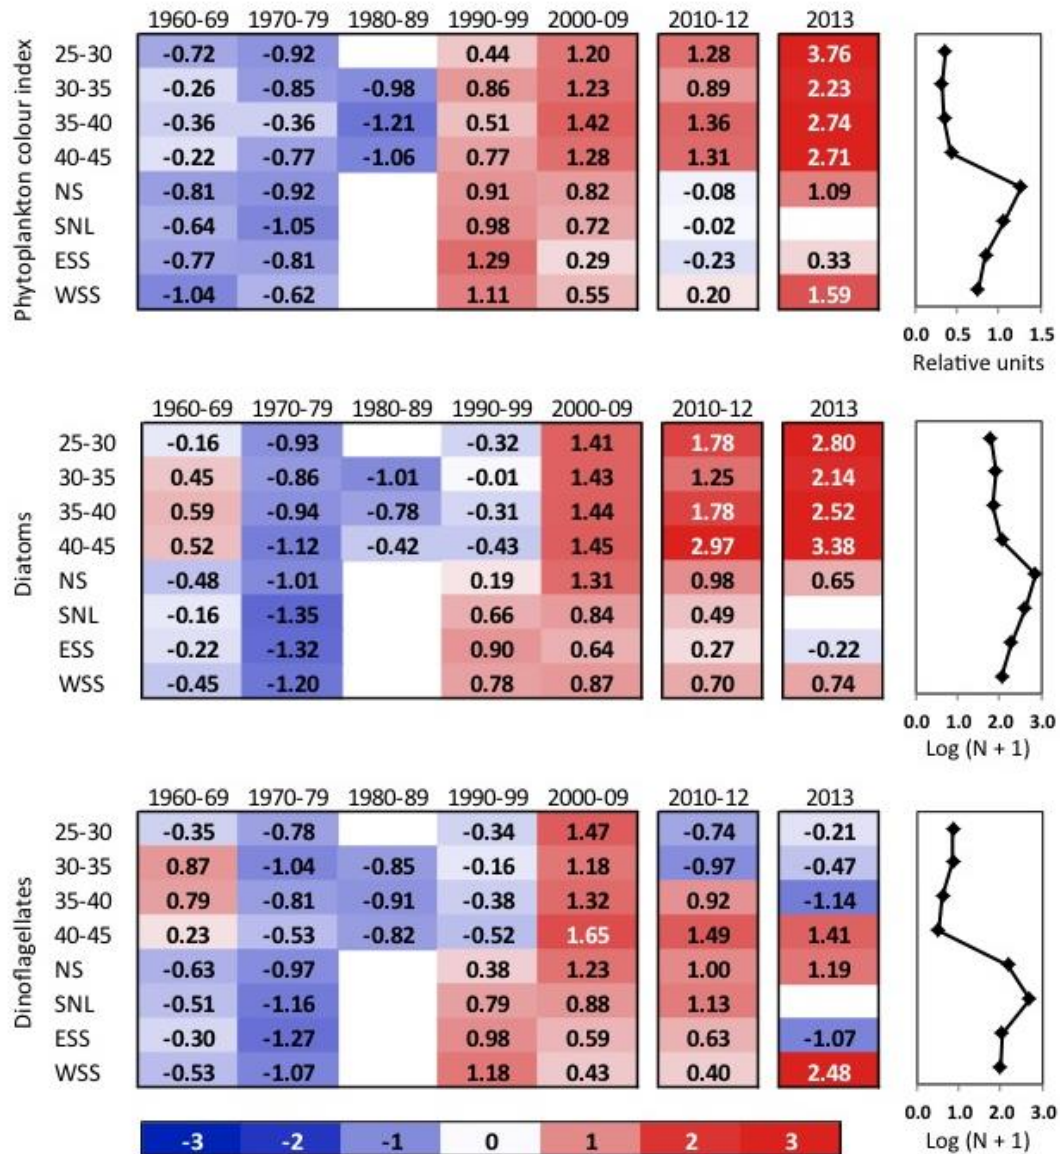 1960-69 1970-79 1980-89 1990-99 2000-09 2010-12 2013
Phytoplankton colour index
25-30 -0.72 -0.92 0.44 1.20 1.28 3.76
30-35 -0.26 -0.85 -0.98 0.86 1.23 0.89 2.23
35-40 -0.36 -0.36 -1.21 0.51 1.42 1.36 2.74
40-45 -0.22 -0.77 -1.06 0.77 1.28 1.31 2.71
NS -0.81 -0.92 0.91 0.82 -0.08 1.09
SNL -0.64 -1.05 0.98 0.72 -0.02
ESS -0.77 -0.81 1.29 0.29 -0.23 0.33
WSS -1.04 -0.62 1.11 0.55 0.20 1.59
0.0 0.5 1.0 1.5
Relative units
1960-69 1970-79 1980-89 1990-99 2000-09 2010-12 2013
Diatoms
25-30 -0.16 -0.93 -0.32 1.41 1.78 2.80
30-35 0.45 -0.86 -1.01 -0.01 1.43 1.25 2.14
35-40 0.59 -0.94 -0.78 -0.31 1.44 1.78 2.52
40-45 0.52 -1.12 -0.42 -0.43 1.45 2.97 3.38
NS -0.48 -1.01 0.19 1.31 0.98 0.65
SNL -0.16 -1.35 0.66 0.84 0.49
ESS -0.22 -1.32 0.90 0.64 0.27 -0.22
WSS -0.45 -1.20 0.78 0.87 0.70 0.74
0.0 1.0 2.0 3.0
Log (N + 1)
1960-69 1970-79 1980-89 1990-99 2000-09 2010-12 2013
Dinoflagellates
25-30 -0.35 -0.78 -0.34 1.47 -0.74 -0.21
30-35 0.87 -1.04 -0.85 -0.16 1.18 -0.97 -0.47
35-40 0.79 -0.81 -0.91 -0.38 1.32 0.92 -1.14
40-45 0.23 -0.53 -0.82 -0.52 1.65 1.49 1.41
NS -0.63 -0.97 0.38 1.23 1.00 1.19
SNL -0.51 -1.16 0.79 0.88 1.13
ESS -0.30 -1.27 0.98 0.59 0.63 -1.07
WSS -0.53 -1.07 1.18 0.43 0.40 2.48
0.0 1.0 2.0 3.0
Log (N + 1)
-3 -2 -1 0 1 2 3